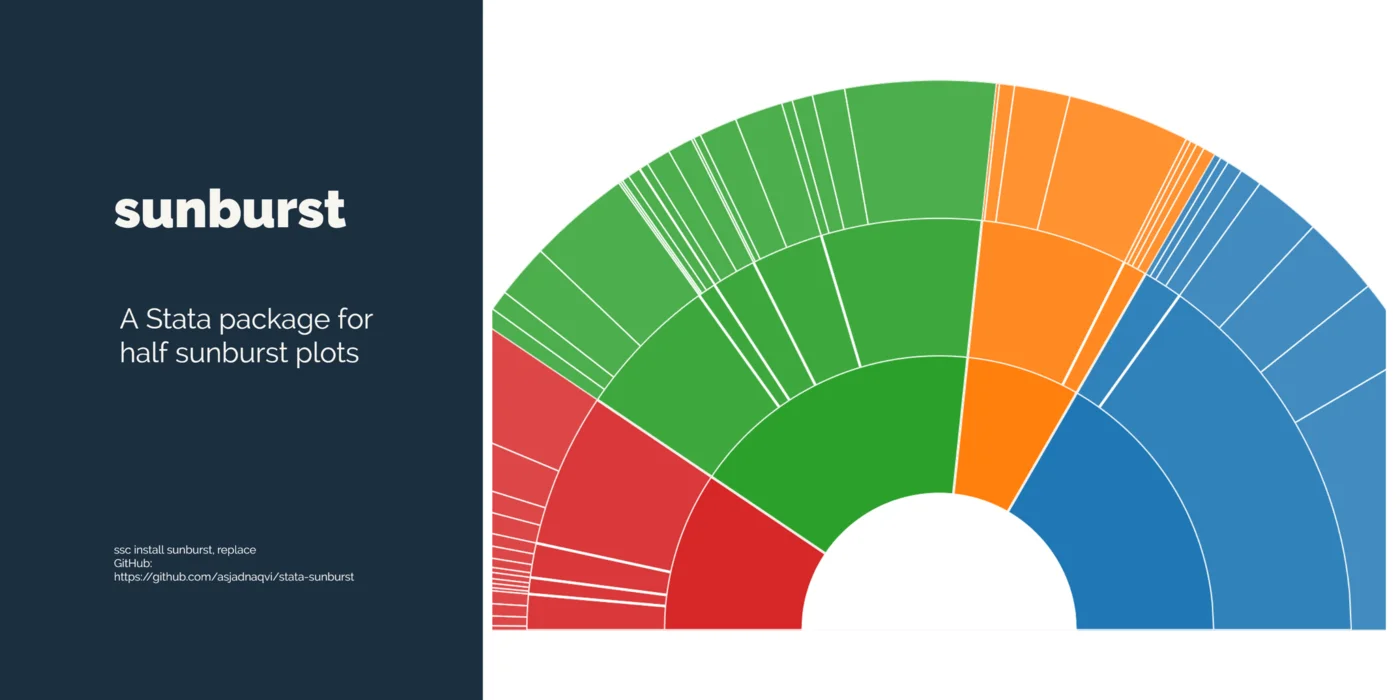 sunburst
A Stata package for
half sunburst plots
ssc install sunburst, replace
GitHub:
https://github.com/asjadnaqvi/stata-sunburst